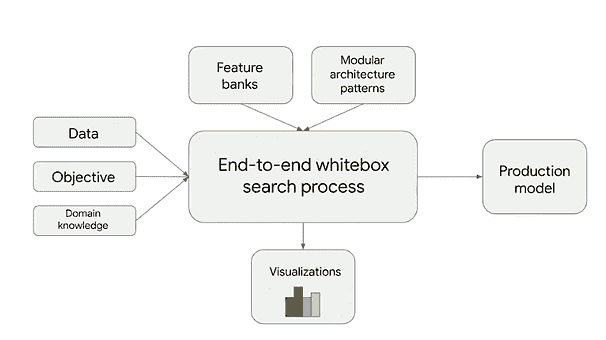 Feature
banks
Modular
architecture
patterns
Data
Objective
Domain
knowledge
End-to-end whitebox
search process
Production
model
Visualizations